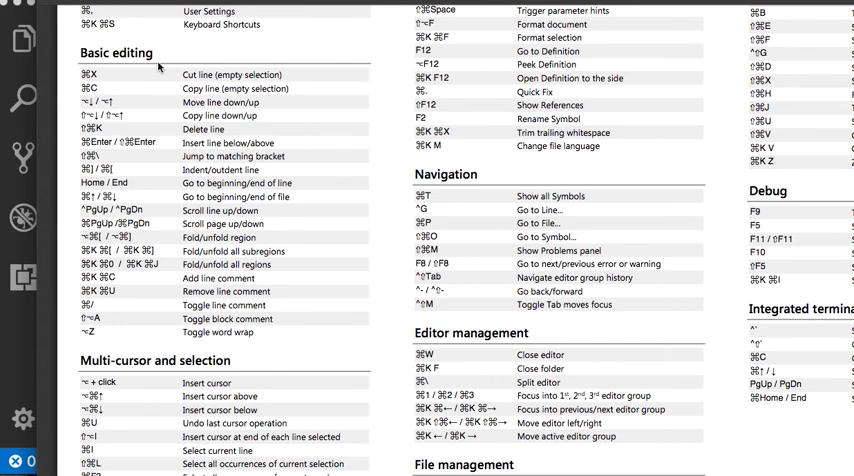 ⌘, User Settings
⌘K ⌘S Keyboard Shortcuts
Basic editing
⌘X Cut line (empty selection)
⌘C Copy line (empty selection)
⌥↓ / ⌥↑ Move line down/up
⇧⌥↓ / ⇧⌥↑ Copy line down/up
⇧⌘K Delete line
⌘Enter / ⇧⌘Enter Insert line below/above
⇧⌘\ Jump to matching bracket
⌘] / ⌘[ Indent/outdent line
Home / End Go to beginning/end of line
⌘↑ / ⌘↓ Go to beginning/end of file
^PgUp / ^PgDn Scroll line up/down
⌘PgUp /⌘PgDn Scroll page up/down
⌥⌘[ / ⌥⌘] Fold/unfold region
⌘K ⌘[ / ⌘K ⌘] Fold/unfold all subregions
⌘K ⌘0 / ⌘K ⌘J Fold/unfold all regions
⌘K ⌘C Add line comment
⌘K ⌘U Remove line comment
⌘/ Toggle line comment
⇧⌥A Toggle block comment
⌥Z Toggle word wrap
Multi-cursor and selection
⌥ + click Insert cursor
⌥⌘↑ Insert cursor above
⌥⌘↓ Insert cursor below
⌘U Undo last cursor operation
⇧⌥I Insert cursor at end of each line selected
⌘I Select current line
⇧⌘L Select all occurrences of current selection
⇧⌘Space Trigger parameter hints
⇧⌥F Format document
⌘K ⌘F Format selection
F12 Go to Definition
⌥F12 Peek Definition
⌘K F12 Open Definition to the side
⌘. Quick Fix
⇧F12 Show References
F2 Rename Symbol
⌘K ⌘X Trim trailing whitespace
⌘K M Change file language
Navigation
⌘T Show all Symbols
^G Go to Line...
⌘P Go to File...
⇧⌘O Go to Symbol...
⇧⌘M Show Problems panel
F8 / ⇧F8 Go to next/previous error or warning
^⇧Tab Navigate editor group history
^- / ^⇧- Go back/forward
^⇧M Toggle Tab moves focus
Editor management
⌘W Close editor
⌘K F Close folder
⌘\ Split editor
⌘1 / ⌘2 / ⌘3 Focus into 1st, 2nd, 3rd editor group
⌘K ⌘← / ⌘K ⌘→ Focus into previous/next editor group
⌘K ⇧⌘← / ⌘K ⇧⌘→ Move editor left/right
⌘K ← / ⌘K → Move active editor group
File management
⌘B
⇧⌘E
⇧⌘F
^⇧G
⇧⌘D
⇧⌘X
⇧⌘H
⇧⌘J
⇧⌘U
⇧⌘V
⌘K V
⌘K Z
Debug
F9
F5
F11 / ⇧F11
F10
⇧F5
⌘K ⌘I
Integrated termina
^`
^⇧`
⌘C
⌘↑ / ↓
PgUp / PgDn
⌘Home / End
0